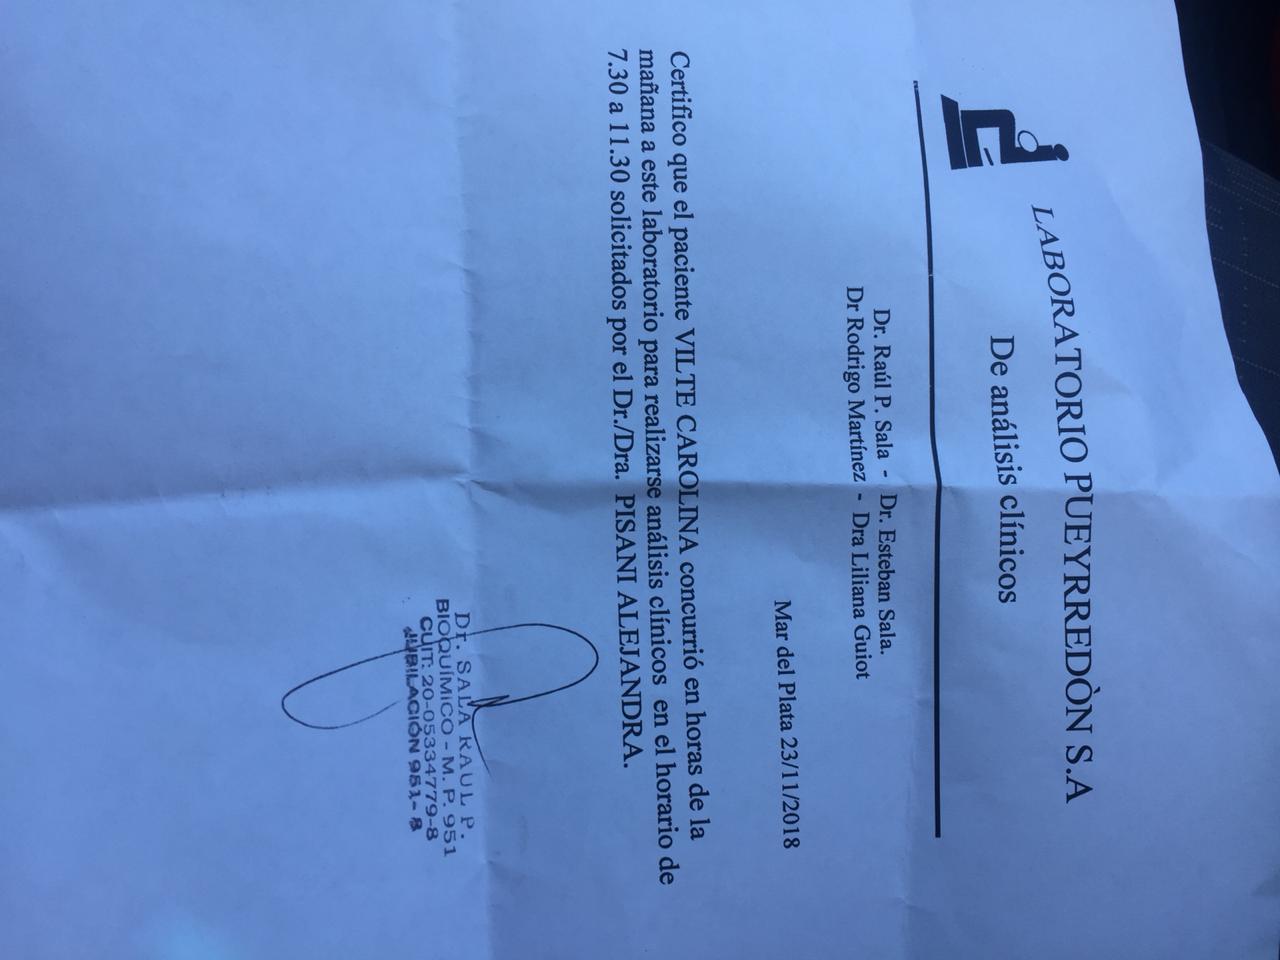 LABORATORIO PUEYRREDÒN S.A
De análisis clínicos
Dr. Raúl P. Sala - Dr. Esteban Sala.
Dr Rodrigo Martínez - Dra Liliana Guiot
Mar del Plata 23/11/2018
Certifico que el paciente VILTE CAROLINA concurrió en horas de la
mañana a este laboratorio para realizarse análisis clínicos en el horario de
7.30 a 11.30 solicitados por el Dr./Dra. PISANI ALEJANDRA.
Dr. SALA RAUL P.
BIOQUÍMICO - M. P. 951
CUIT: 20-05334779-8
JUBILACIÓN 951- 8